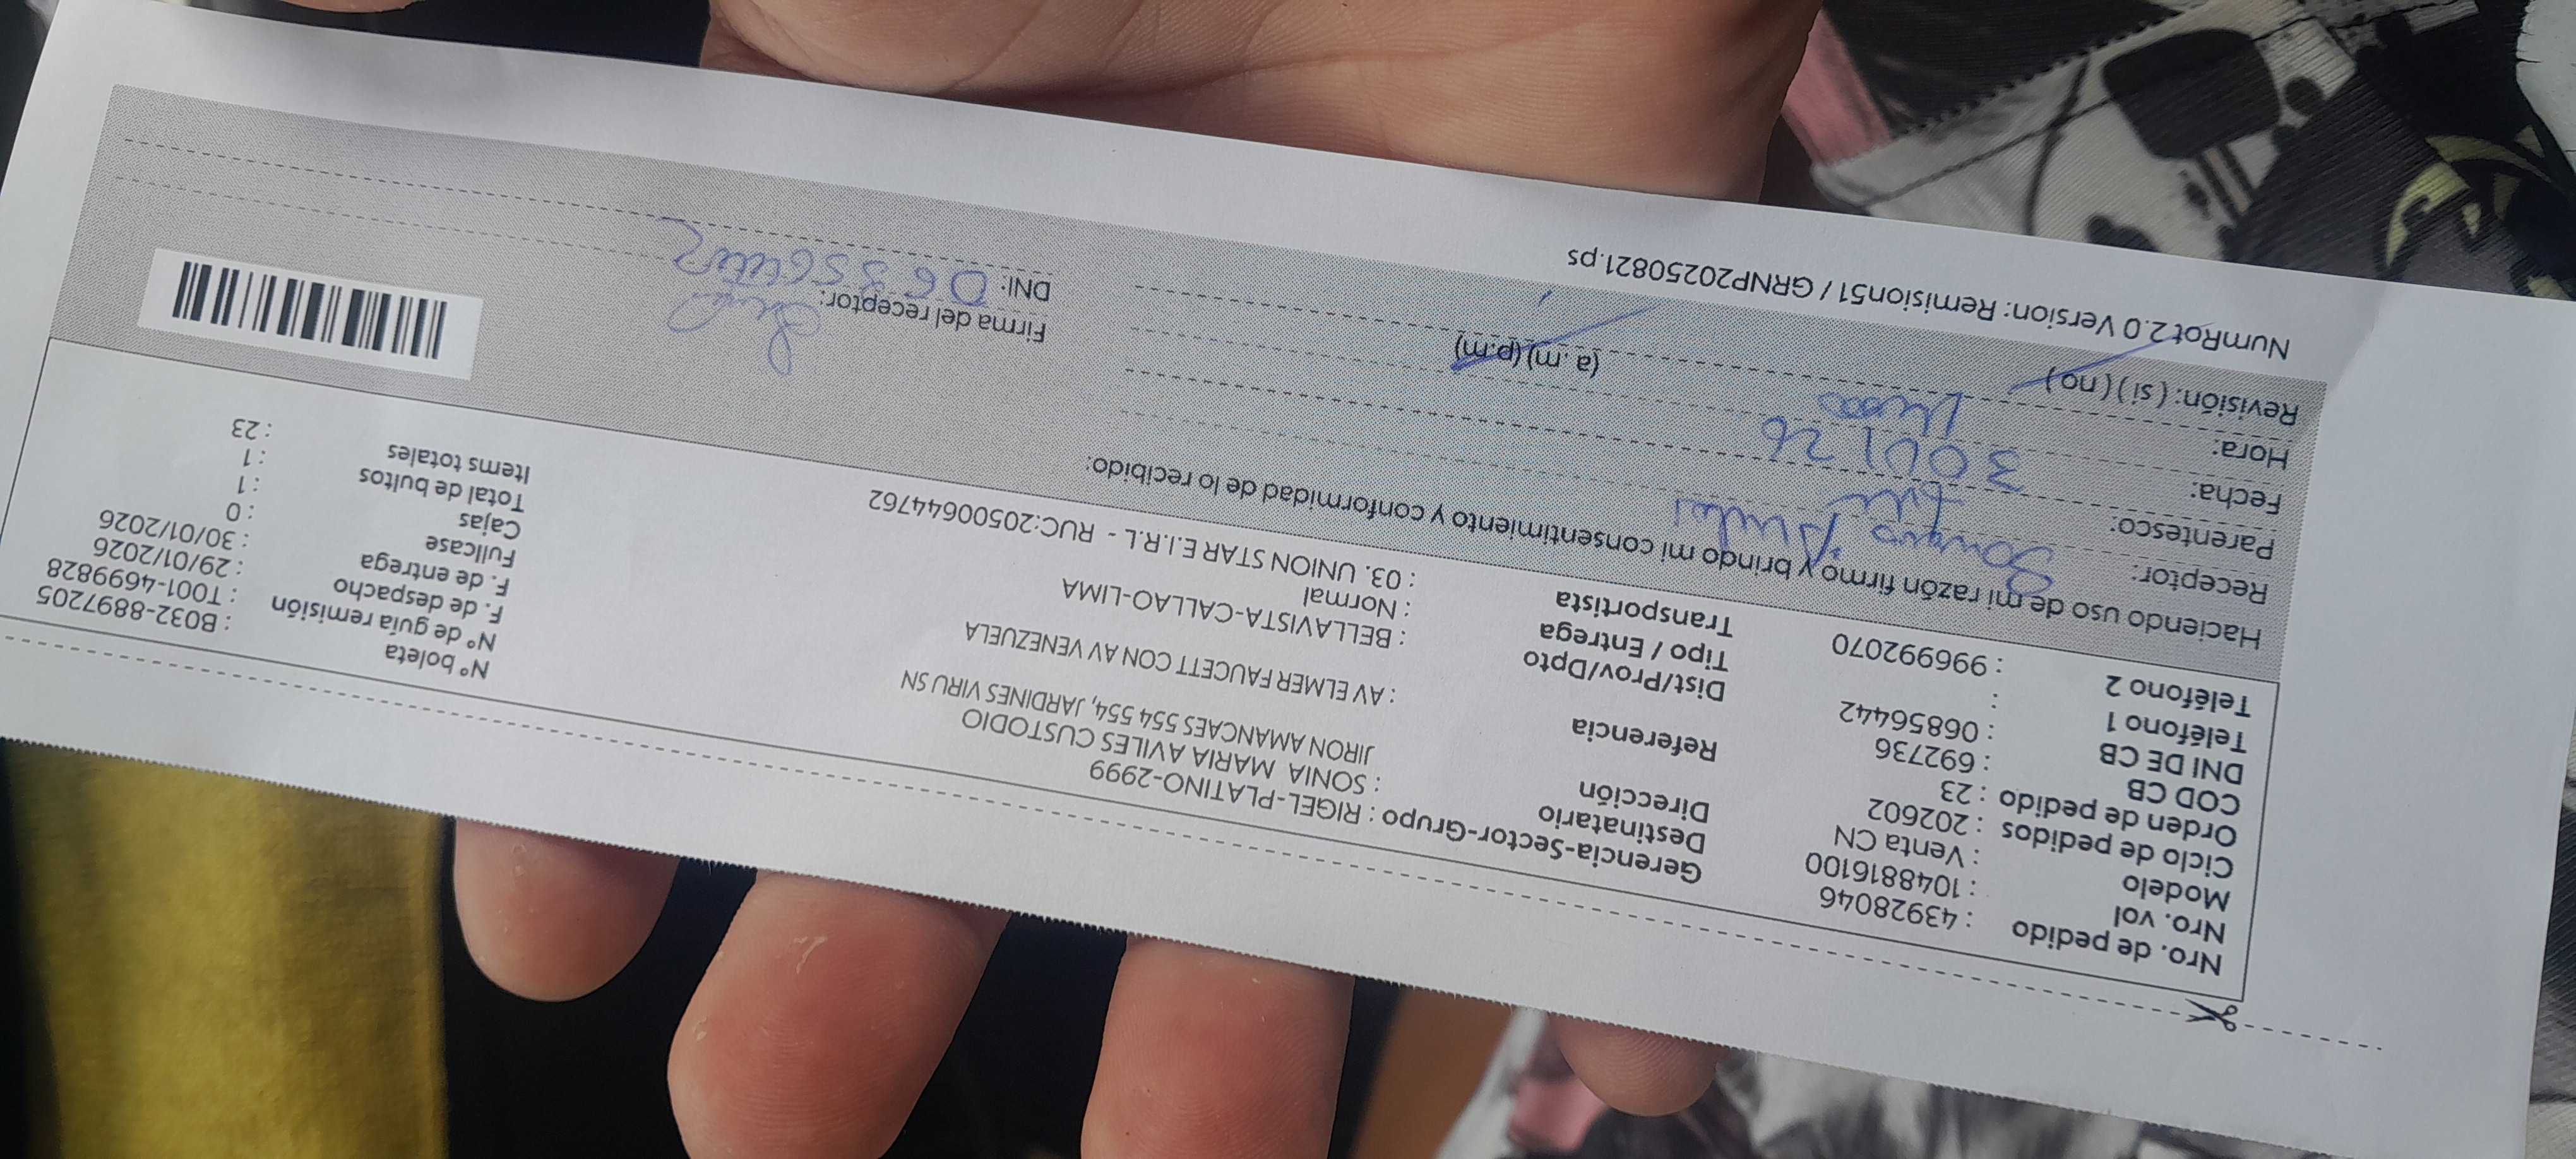 Nro. de pedido : 43928046
Nro. vol : 1048816100
Modelo : Venta CN
Ciclo de pedidos : 202602
Orden de pedido : 23
COD CB : 692736
DNI DE CB : 06856442
Teléfono 1 :
Teléfono 2 : 996992070
Gerencia-Sector-Grupo : RIGEL-PLATINO-2999
Destinatario : SONIA MARIA AVILES CUSTODIO
Dirección JIRON AMANCAES 554 554, JARDINES VIRU SN
Referencia : AV ELMER FAUCETT CON AV VENEZUELA
Dist/Prov/Dpto : BELLAVISTA-CALLAO-LIMA
Tipo / Entrega : Normal
Transportista : 03. UNION STAR E.I.R.L - RUC:20500644762
Nº boleta : B032-8897205
Nº de guía remisión : T001-4699828
F. de despacho : 29/01/2026
F. de entrega : 30/01/2026
Fullcase : 0
Cajas : 1
Total de bultos : 1
Items totales : 23
Haciendo uso de mi razón firmo y brindo mi consentimiento y conformidad de lo recibido:
Receptor:
Parentesco:
Fecha: 30 01 26
Hora: (a. m) (p.m)
Revisión: ( si ) ( no )
Firma del receptor:
DNI:
NumRot 2.0 Version: Remision51 / GRNP20250821.ps